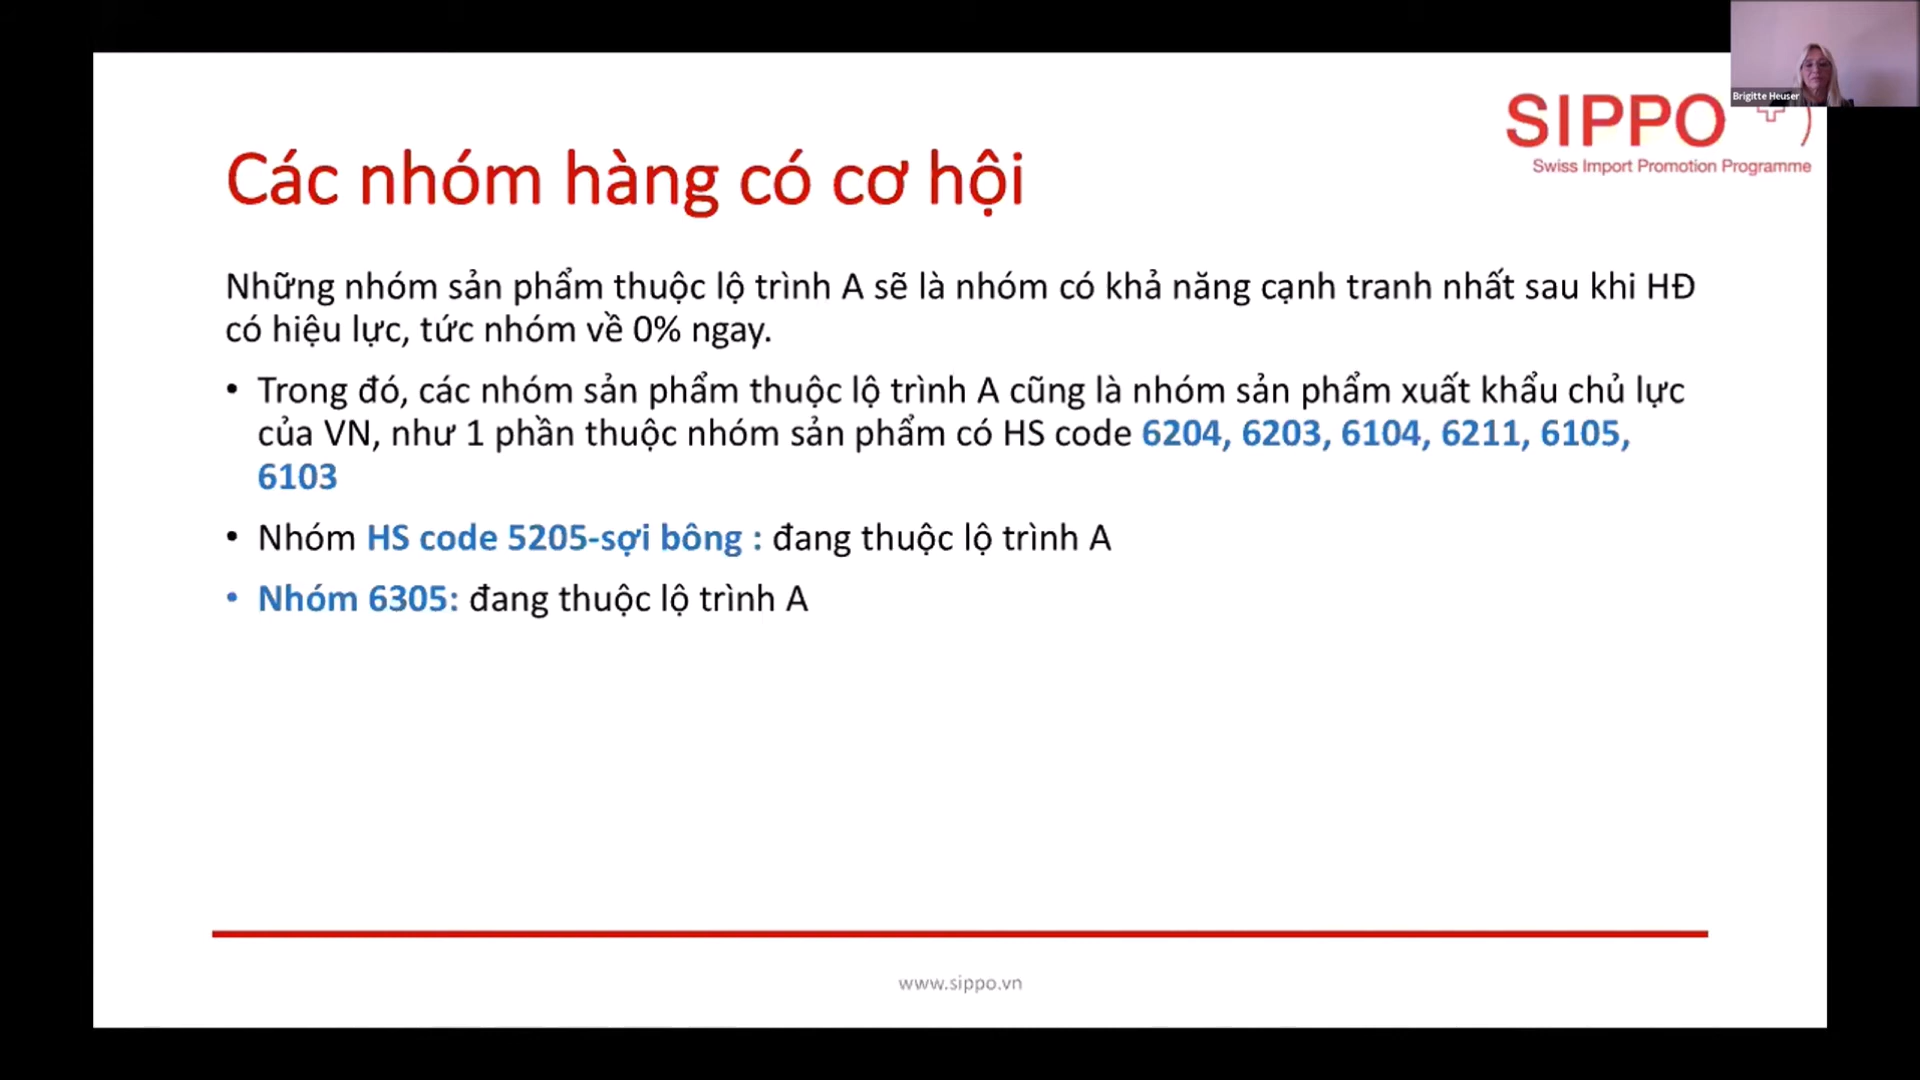 Brigitte Heuser
SIPPO
Swiss Import Promotion Programme
Các nhóm hàng có cơ hội
Những nhóm sản phẩm thuộc lộ trình A sẽ là nhóm có khả năng cạnh tranh nhất sau khi HĐ
có hiệu lực, tức nhóm về 0% ngay.
• Trong đó, các nhóm sản phẩm thuộc lộ trình A cũng là nhóm sản phẩm xuất khẩu chủ lực
của VN, như 1 phần thuộc nhóm sản phẩm có HS code 6204, 6203, 6104, 6211, 6105,
6103
• Nhóm HS code 5205-sợi bông : đang thuộc lộ trình A
• Nhóm 6305: đang thuộc lộ trình A
www.sippo.vn